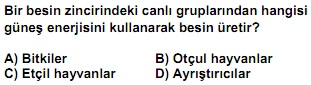 Bir besin zincirindeki canlı gruplarından hangisi
güneş enerjisini kullanarak besin üretir?
A) Bitkiler B) Otçul hayvanlar
C) Etçil hayvanlar D) Ayrıştırıcılar